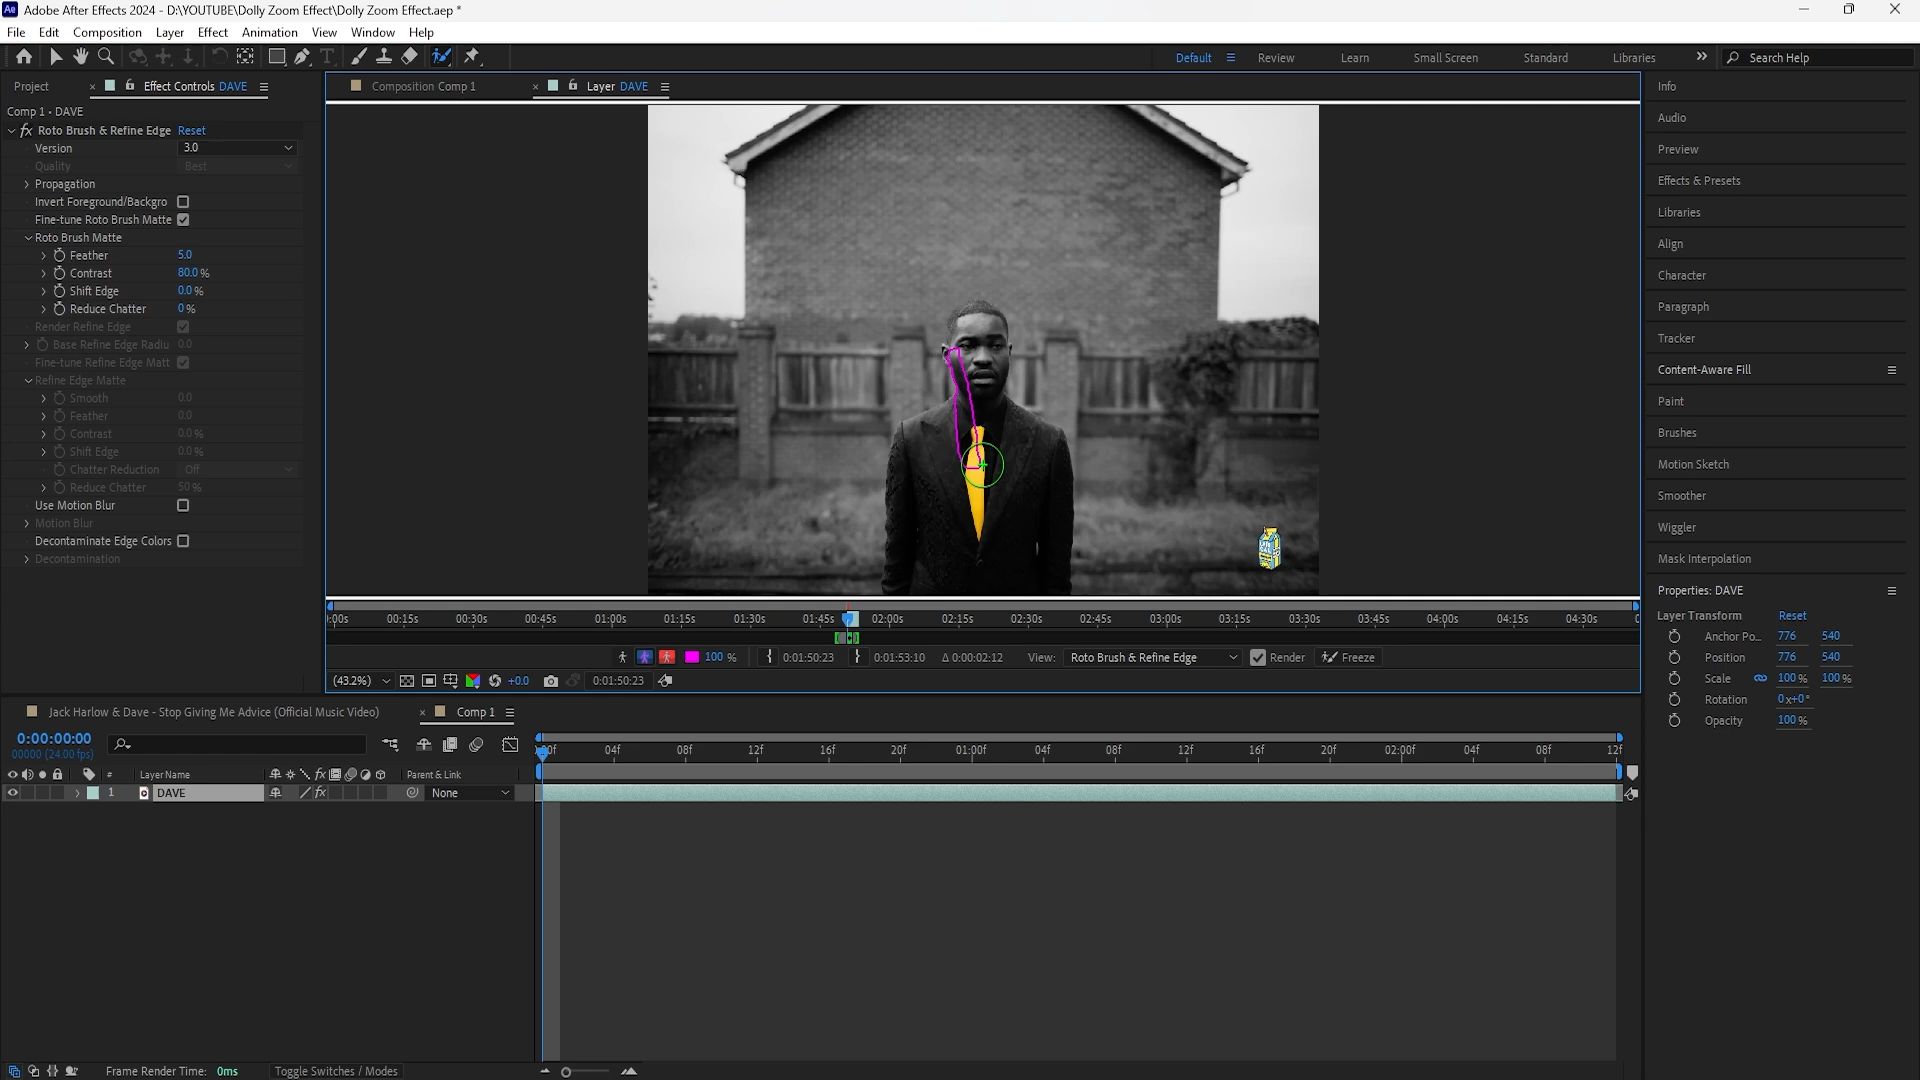 Adobe After Effects 2024 - D:\YOUTUBE\Dolly Zoom Effect\Dolly Zoom Effect.aep *
File Edit Composition Layer Effect Animation View Window Help
Default Review Learn Small Screen Standard Libraries Search Help
Project Effect Controls DAVE Composition Comp 1 Layer DAVE
Comp 1 • DAVE
fx Roto Brush & Refine Edge Reset
Version 3.0
Quality Best
Propagation
Invert Foreground/Backgro
Fine-tune Roto Brush Matte
Roto Brush Matte
Feather 5.0
Contrast 80.0 %
Shift Edge 0.0 %
Reduce Chatter 0 %
Render Refine Edge
Base Refine Edge Radiu 0.0
Fine-tune Refine Edge Matt
Refine Edge Matte
Smooth 0.0
Feather 0.0
Contrast 0.0 %
Shift Edge 0.0 %
Chatter Reduction Off
Reduce Chatter 50 %
Use Motion Blur
Motion Blur
Decontaminate Edge Colors
Decontamination
:00s 00:15s 00:30s 00:45s 01:00s 01:15s 01:30s 01:45s 02:00s 02:15s 02:30s 02:45s 03:00s 03:15s 03:30s 03:45s 04:00s 04:15s 04:30s
100 % 0:01:50:23 0:01:53:10 Δ 0:00:02:12 View: Roto Brush & Refine Edge Render Freeze
(43.2%) +0.0 0:01:50:23
Info
Audio
Preview
Effects & Presets
Libraries
Align
Character
Paragraph
Tracker
Content-Aware Fill
Paint
Brushes
Motion Sketch
Smoother
Wiggler
Mask Interpolation
Properties: DAVE
Layer Transform Reset
Anchor Po... 776 540
Position 776 540
Scale 100 % 100 %
Rotation 0x+0°
Opacity 100 %
Jack Harlow & Dave - Stop Giving Me Advice (Official Music Video) Comp 1
0:00:00:00
00000 (24.00 fps)
:00f 04f 08f 12f 16f 20f 01:00f 04f 08f 12f 16f 20f 02:00f 04f 08f 12f
# Layer Name Parent & Link
1 DAVE None
Frame Render Time: 0ms Toggle Switches / Modes